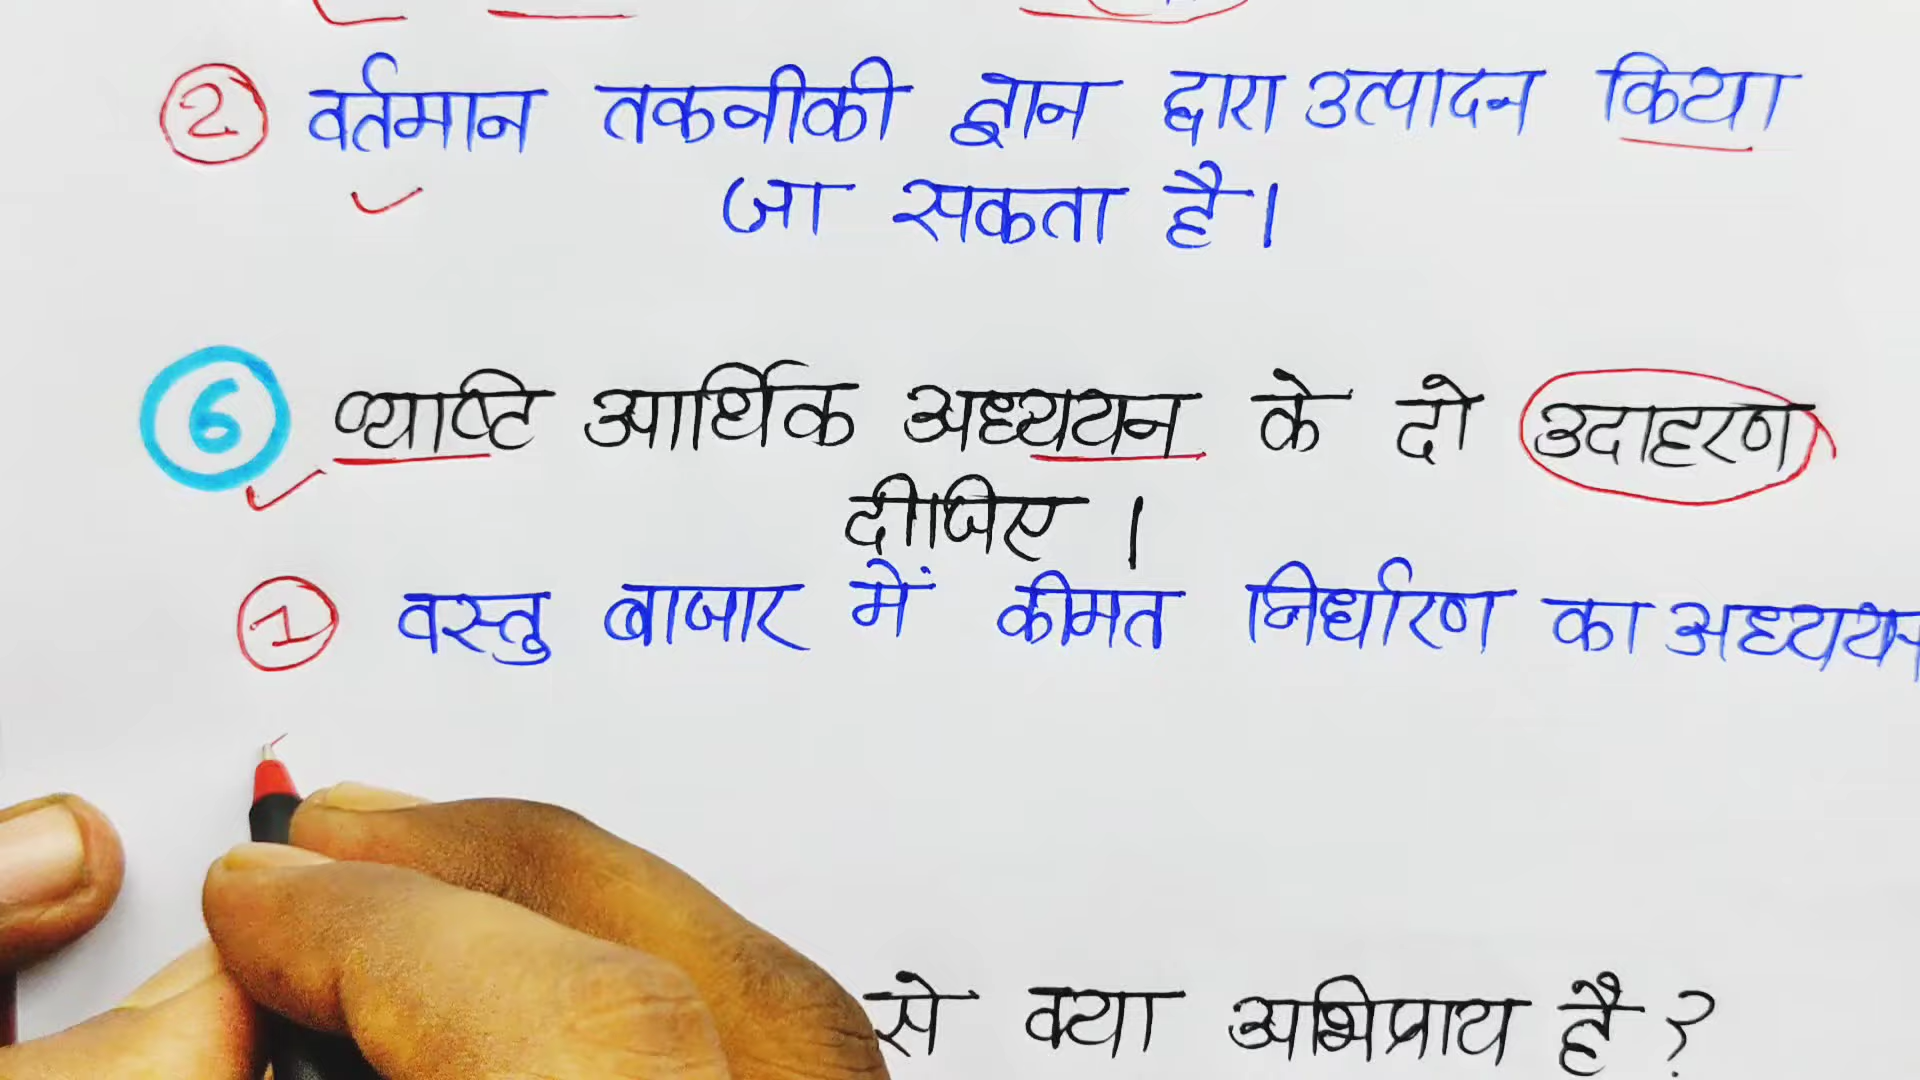 ② वर्तमान तकनीकी ज्ञान द्वारा उत्पादन किया
जा सकता है।
⑥ व्यष्टि आर्थिक अध्ययन के दो उदाहरण
दीजिए ।
① वस्तु बाजार में कीमत निर्धारण का अध्ययन
से क्या अभिप्राय है ?